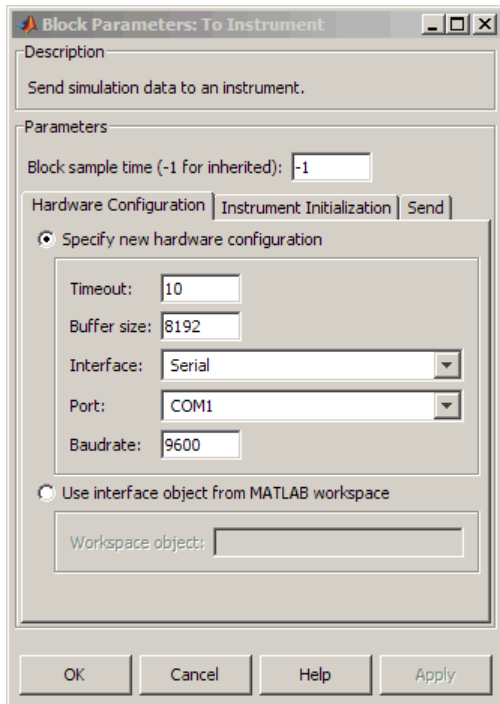 Block Parameters: To Instrument
Description
Send simulation data to an instrument.
Parameters
Block sample time (-1 for inherited): -1
Hardware Configuration Instrument Initialization Send
Specify new hardware configuration
Timeout: 10
Buffer size: 8192
Interface: Serial
Port: COM1
Baudrate: 9600
Use interface object from MATLAB workspace
Workspace object:
OK Cancel Help Apply